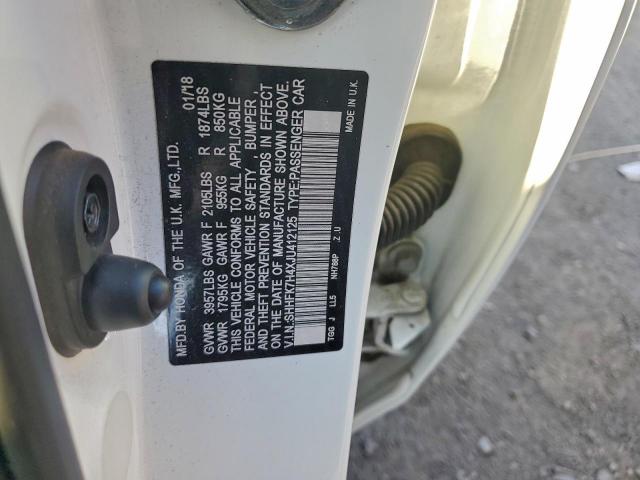 MFD.BY HONDA OF THE U.K. MFG.,LTD. 01/18
GVWR 3957LBS GAWR F 2105LBS R 1874LBS
GVWR 1795KG GAWR F 955KG R 850KG
THIS VEHICLE CONFORMS TO ALL APPLICABLE
FEDERAL MOTOR VEHICLE SAFETY, BUMPER,
AND THEFT PREVENTION STANDARDS IN EFFECT
ON THE DATE OF MANUFACTURE SHOWN ABOVE.
V.I.N.:SHHFK7H4XJU412125 TYPE:PASSENGER CAR
TGG J LL5 NH788P Z U MADE IN U.K.